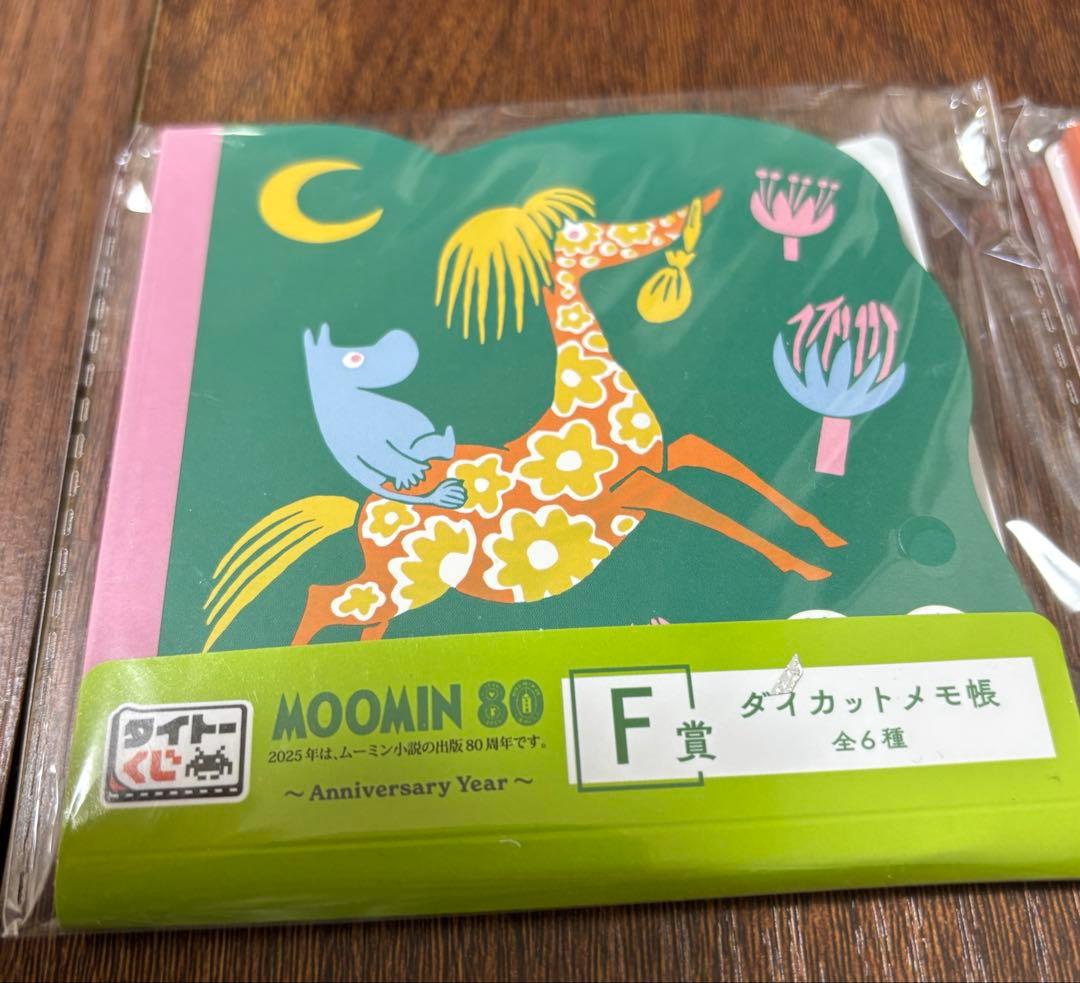 タイトー
くじ
MOOMIN 80
2025年は、ムーミン小説の出版80周年です。
～Anniversary Year～
F賞
ダイカットメモ帳
全6種